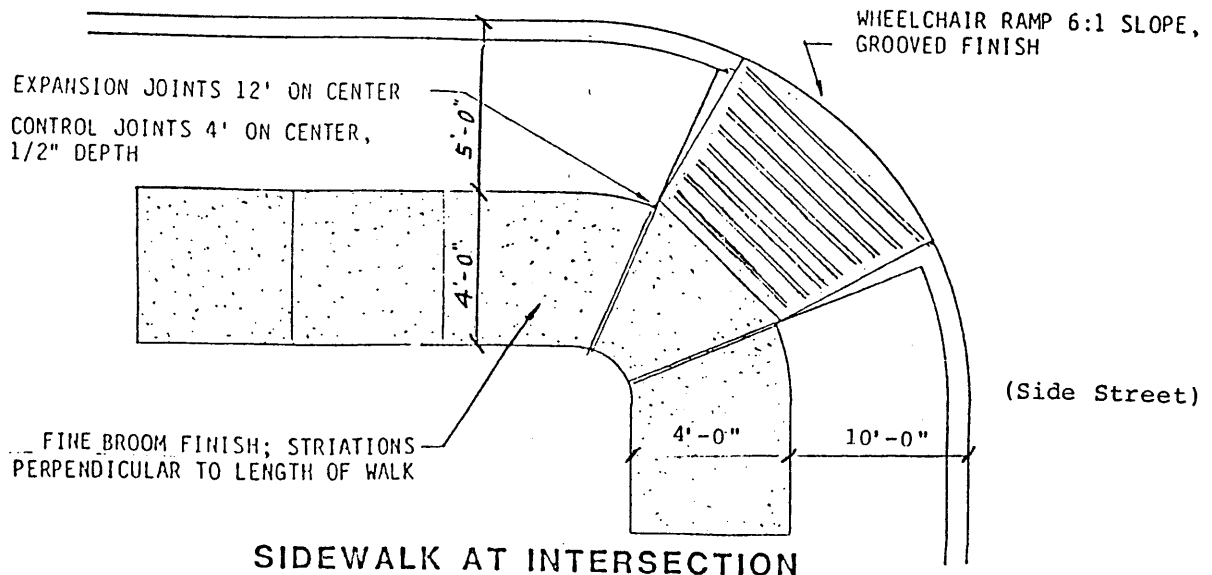 WHEELCHAIR RAMP 6:1 SLOPE,
GROOVED FINISH
EXPANSION JOINTS 12' ON CENTER
CONTROL JOINTS 4' ON CENTER,
1/2" DEPTH
5'-0"
4'-0"
(Side Street)
4'-0"
10'-0"
FINE BROOM FINISH; STRIATIONS
PERPENDICULAR TO LENGTH OF WALK
SIDEWALK AT INTERSECTION